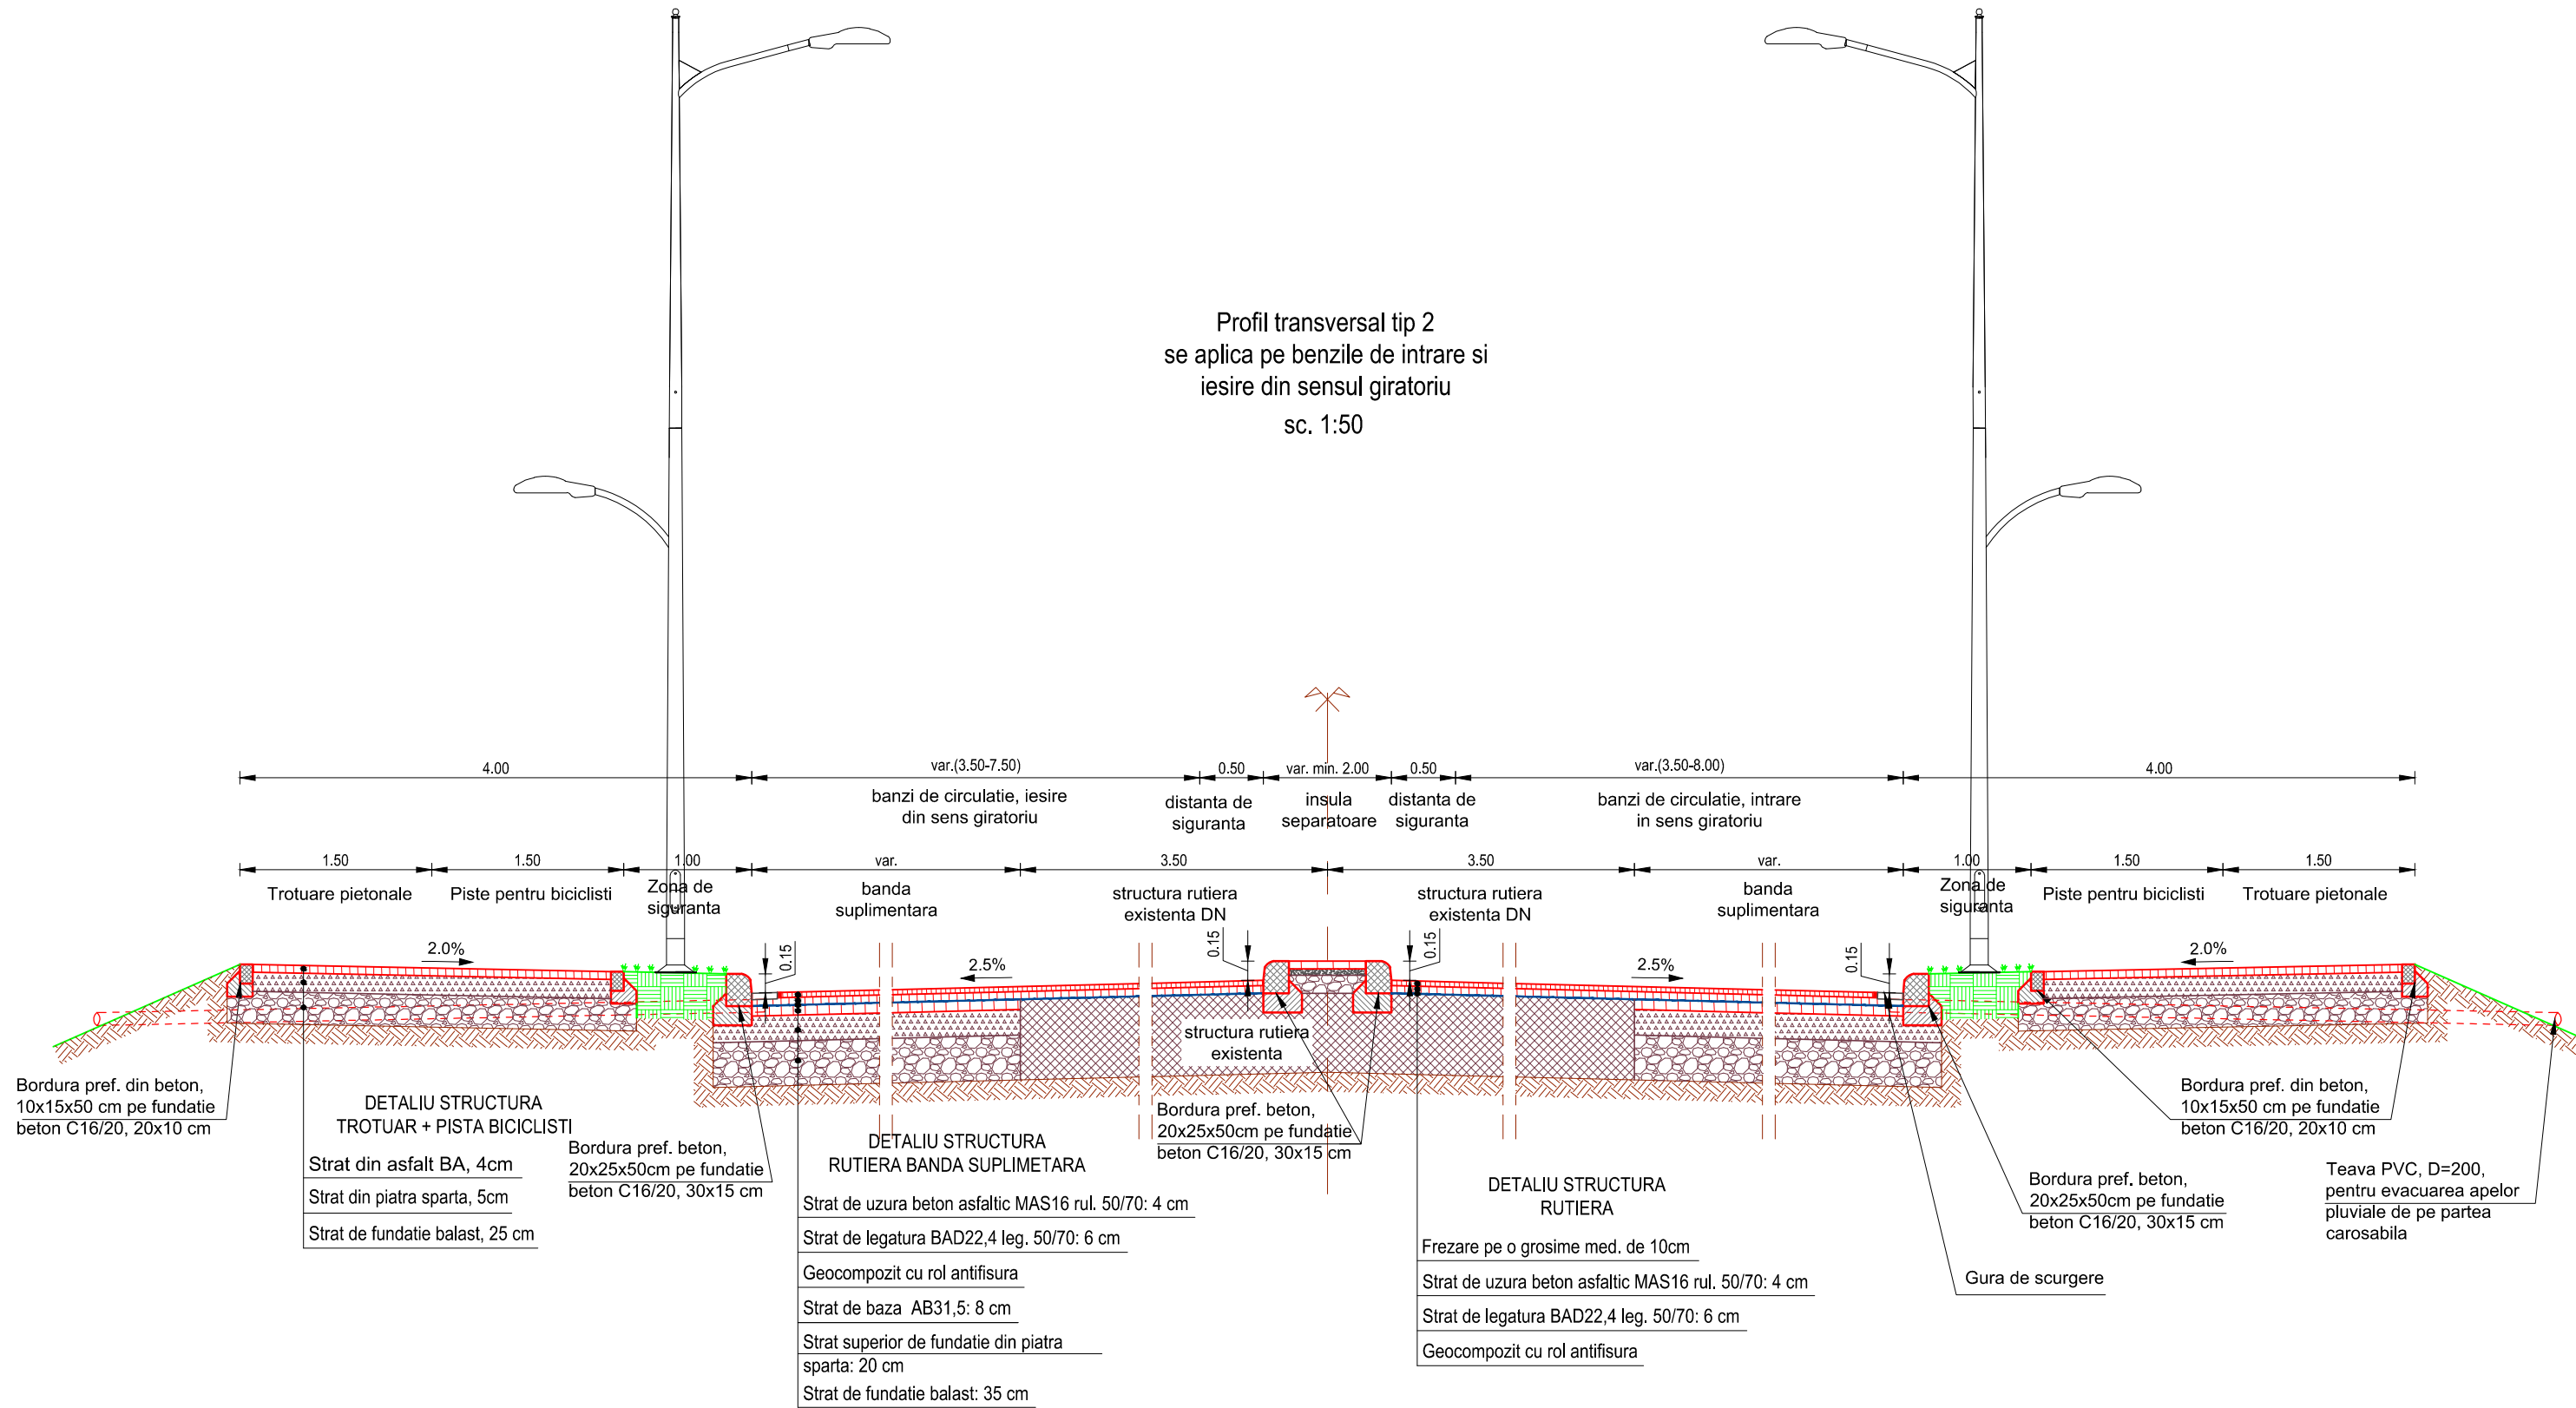 Profil transversal tip 2
se aplica pe benzile de intrare si
iesire din sensul giratoriu
sc. 1:50
4.00
var.(3.50-7.50)
0.50
var. min. 2.00
0.50
var.(3.50-8.00)
4.00
banzi de circulatie, iesire
din sens giratoriu
distanta de
siguranta
insula
separatoare
distanta de
siguranta
banzi de circulatie, intrare
in sens giratoriu
1.50
1.50
1.00
var.
3.50
3.50
var.
1.00
1.50
1.50
Trotuare pietonale
Piste pentru biciclisti
Zona de
siguranta
banda
suplimentara
structura rutiera
existenta DN
structura rutiera
existenta DN
banda
suplimentara
Zona de
siguranta
Piste pentru biciclisti
Trotuare pietonale
2.0%
0.15
2.5%
0.15
0.15
2.5%
0.15
2.0%
structura rutiera
existenta
Bordura pref. din beton,
10x15x50 cm pe fundatie
beton C16/20, 20x10 cm
DETALIU STRUCTURA
TROTUAR + PISTA BICICLISTI
Strat din asfalt BA, 4cm
Strat din piatra sparta, 5cm
Strat de fundatie balast, 25 cm
Bordura pref. beton,
20x25x50cm pe fundatie
beton C16/20, 30x15 cm
DETALIU STRUCTURA
RUTIERA BANDA SUPLIMETARA
Strat de uzura beton asfaltic MAS16 rul. 50/70: 4 cm
Strat de legatura BAD22,4 leg. 50/70: 6 cm
Geocompozit cu rol antifisura
Strat de baza AB31,5: 8 cm
Strat superior de fundatie din piatra
sparta: 20 cm
Strat de fundatie balast: 35 cm
Bordura pref. beton,
20x25x50cm pe fundatie
beton C16/20, 30x15 cm
DETALIU STRUCTURA
RUTIERA
Frezare pe o grosime med. de 10cm
Strat de uzura beton asfaltic MAS16 rul. 50/70: 4 cm
Strat de legatura BAD22,4 leg. 50/70: 6 cm
Geocompozit cu rol antifisura
Gura de scurgere
Bordura pref. beton,
20x25x50cm pe fundatie
beton C16/20, 30x15 cm
Bordura pref. din beton,
10x15x50 cm pe fundatie
beton C16/20, 20x10 cm
Teava PVC, D=200,
pentru evacuarea apelor
pluviale de pe partea
carosabila